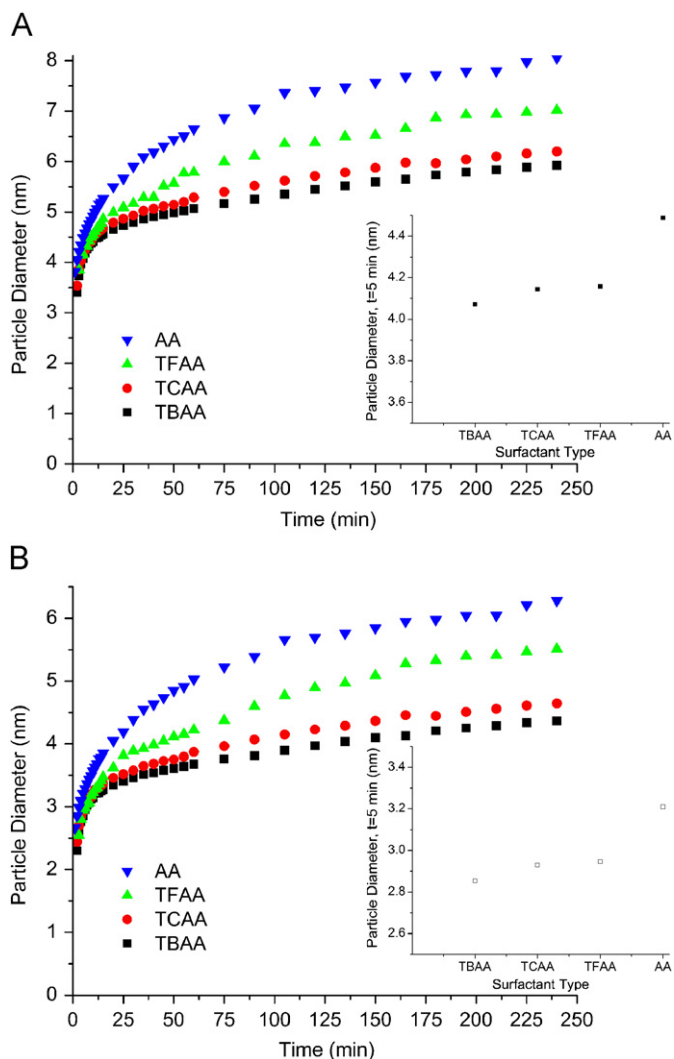 A
Particle Diameter (nm)
8
7
6
5
4
3
2
1
0
0 25 50 75 100 125 150 175 200 225 250
Time (min)
AA
TFAA
TCAA
TBAA
Particle Diameter, t=5 min (nm)
4.4
4.2
4.0
3.8
3.6
TBAA TCAA TFAA AA
Surfactant Type
B
Particle Diameter (nm)
6
5
4
3
2
1
0
0 25 50 75 100 125 150 175 200 225 250
Time (min)
AA
TFAA
TCAA
TBAA
Particle Diameter, t=5 min (nm)
3.2
3.0
2.8
2.6
TBAA TCAA TFAA AA
Surfactant Type